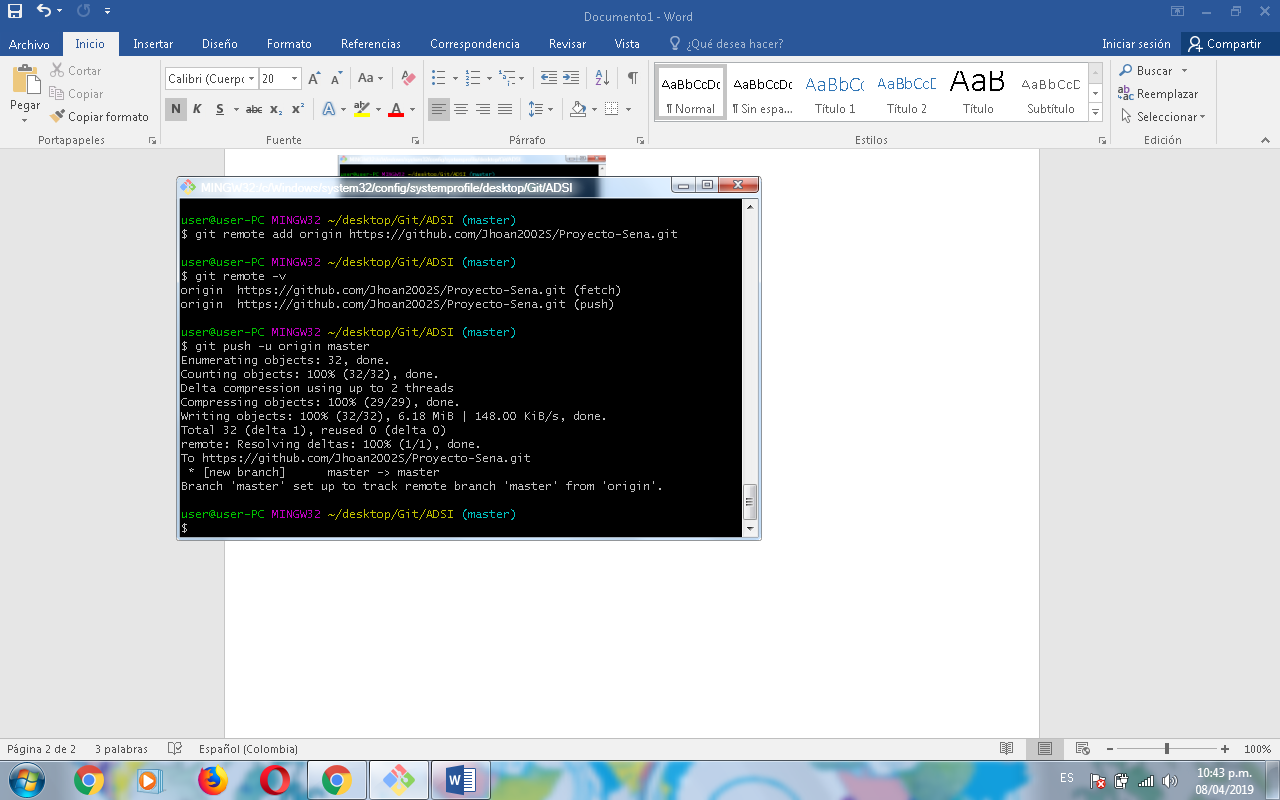 Documento1 - Word
Archivo Inicio Insertar Diseño Formato Referencias Correspondencia Revisar Vista ¿Qué desea hacer? Iniciar sesión Compartir
Pegar
Cortar
Copiar
Copiar formato
Portapapeles
Calibri (Cuerpo 20 Aa
N K S abc x₂ x² A ab A
Fuente
Párrafo
AaBbCcDc AaBbCcDc AaBbCc AaBbCcD AaB AaBbCcD
¶ Normal ¶ Sin espa... Título 1 Título 2 Título Subtítulo
Estilos
Buscar
Reemplazar
Seleccionar
Edición
MINGW32:/c/Windows/system32/config/systemprofile/desktop/Git/ADSI
user@user-PC MINGW32 ~/desktop/Git/ADSI (master)
$ git remote add origin https://github.com/Jhoan2002S/Proyecto-Sena.git
user@user-PC MINGW32 ~/desktop/Git/ADSI (master)
$ git remote -v
origin  https://github.com/Jhoan2002S/Proyecto-Sena.git (fetch)
origin  https://github.com/Jhoan2002S/Proyecto-Sena.git (push)
user@user-PC MINGW32 ~/desktop/Git/ADSI (master)
$ git push -u origin master
Enumerating objects: 32, done.
Counting objects: 100% (32/32), done.
Delta compression using up to 2 threads
Compressing objects: 100% (29/29), done.
Writing objects: 100% (32/32), 6.18 MiB | 148.00 KiB/s, done.
Total 32 (delta 1), reused 0 (delta 0)
remote: Resolving deltas: 100% (1/1), done.
To https://github.com/Jhoan2002S/Proyecto-Sena.git
 * [new branch]      master -> master
Branch 'master' set up to track remote branch 'master' from 'origin'.
user@user-PC MINGW32 ~/desktop/Git/ADSI (master)
$
Página 2 de 2 3 palabras Español (Colombia) 100%
ES 10:43 p.m.
08/04/2019